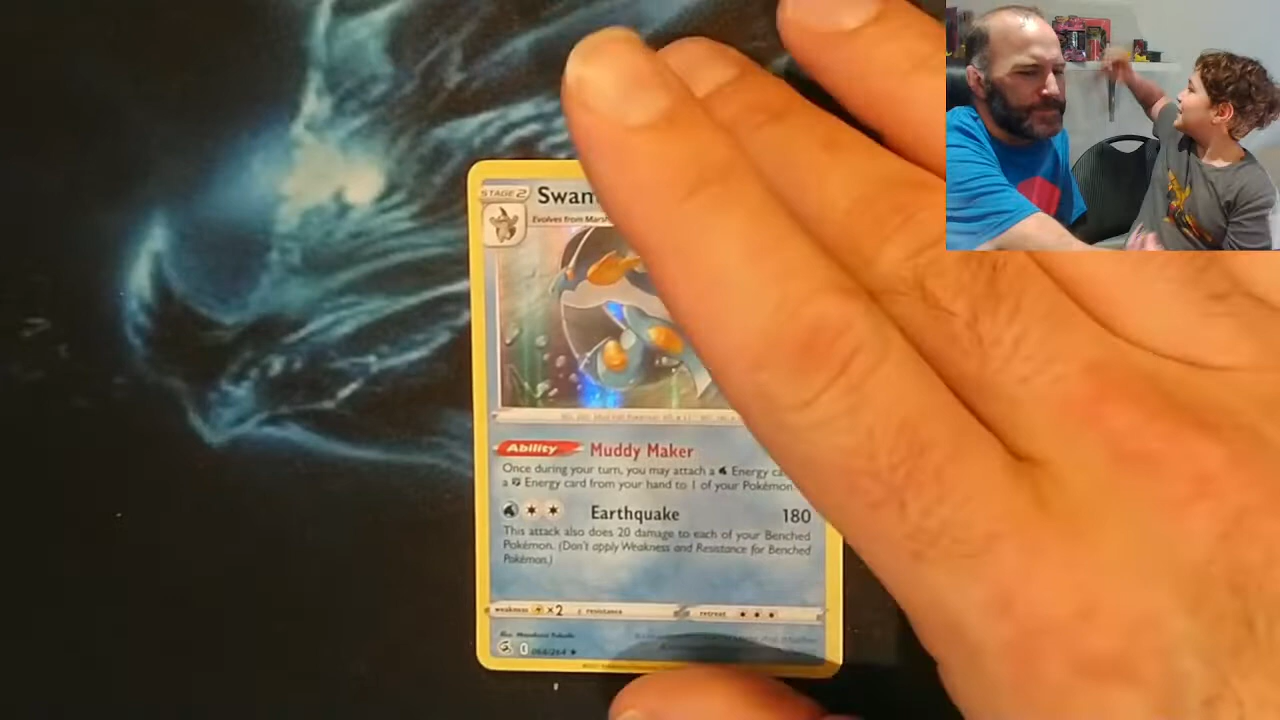 STAGE 2 Swam
Evolves from Marsh
Ability Muddy Maker
Once during your turn, you may attach a Energy
a Energy card from your hand to 1 of your Pokémon.
Earthquake 180
This attack also does 20 damage to each of your Benched
Pokémon. (Don't apply Weakness and Resistance for Benched
Pokémon.)
weakness ×2 resistance retreat
064/264